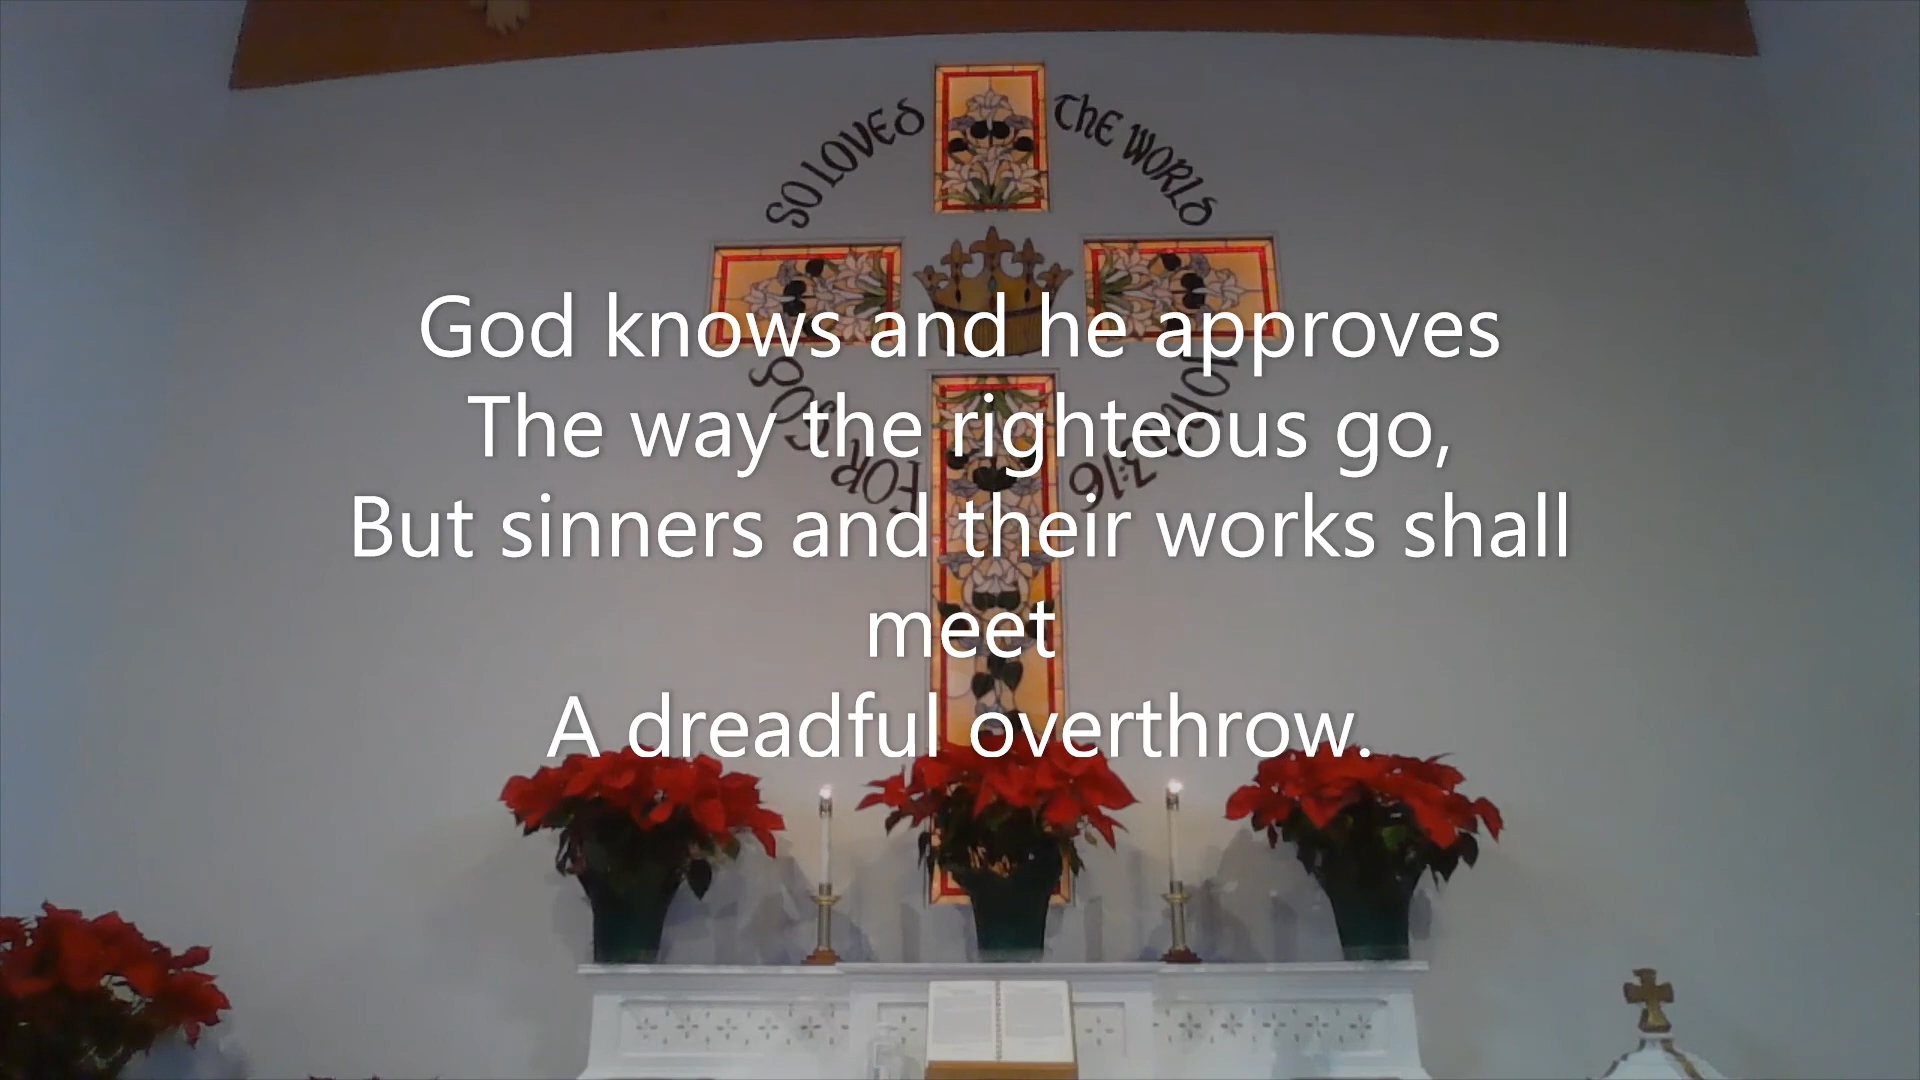 FOR GOD SO LOVED THE WORLD JOHN 3:16
God knows and he approves
The way the righteous go,
But sinners and their works shall
meet
A dreadful overthrow.